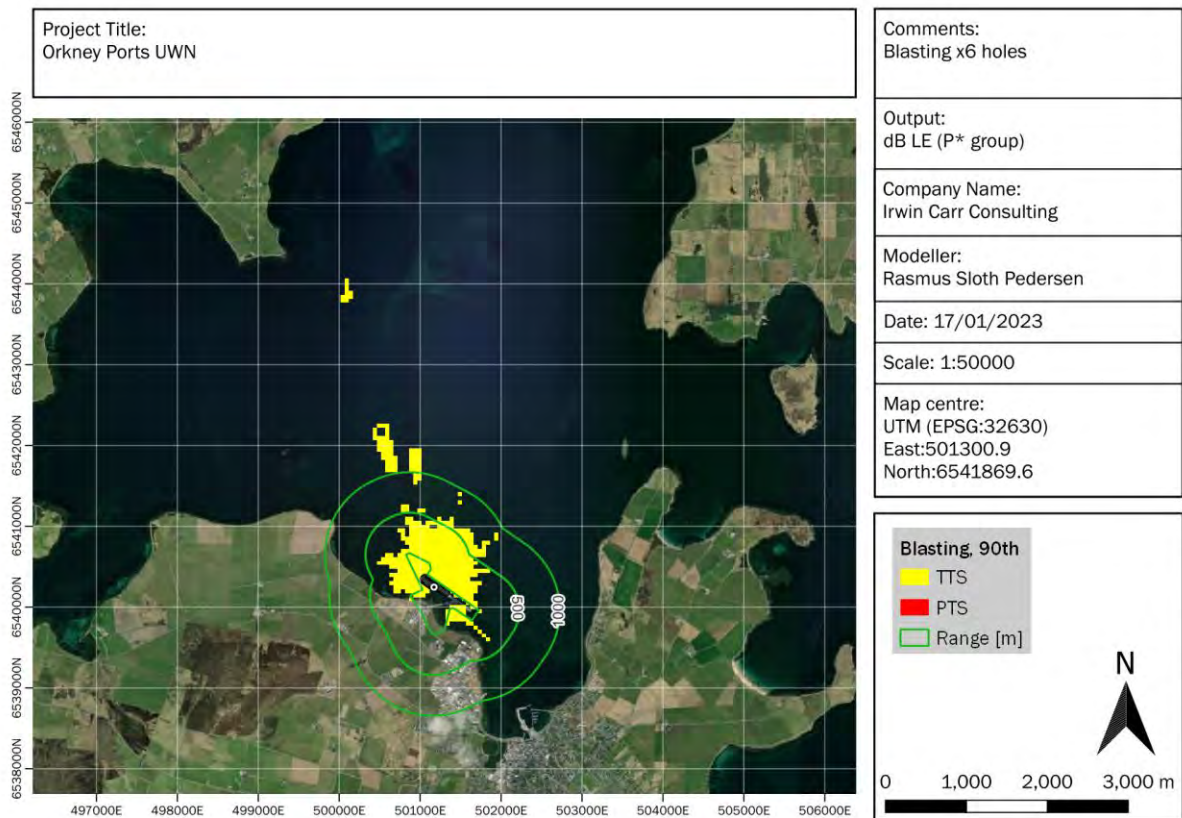 Project Title:
Orkney Ports UWN
Comments:
Blasting x6 holes
Output:
dB LE (P* group)
Company Name:
Irwin Carr Consulting
Modeller:
Rasmus Sloth Pedersen
Date: 17/01/2023
Scale: 1:50000
Map centre:
UTM (EPSG:32630)
East:501300.9
North:6541869.6
6546000N
6545000N
6544000N
6543000N
6542000N
6541000N
6540000N
6539000N
6538000N
500
1000
497000E
498000E
499000E
500000E
501000E
502000E
503000E
504000E
505000E
506000E
Blasting, 90th
TTS
PTS
Range [m]
N
0 1,000 2,000 3,000 m